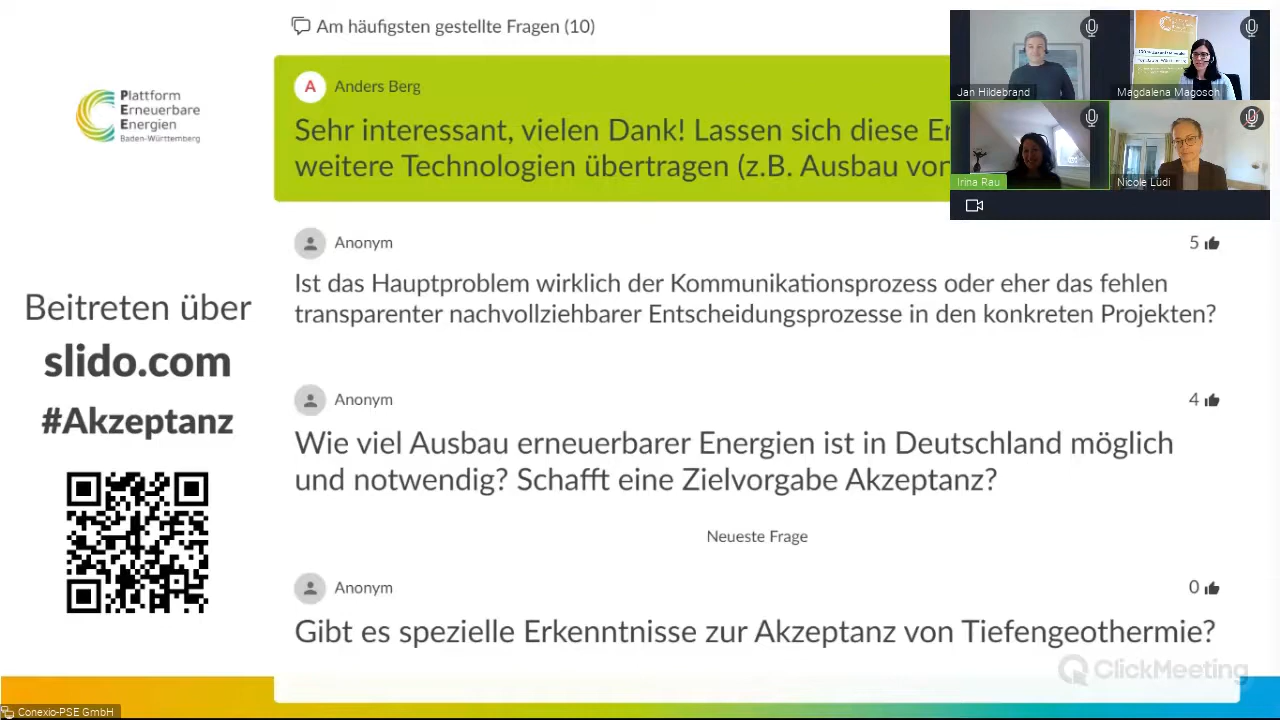 Am häufigsten gestellte Fragen (10)
Plattform
Erneuerbare
Energien
Baden-Württemberg
A
Anders Berg
Sehr interessant, vielen Dank! Lassen sich diese
weitere Technologien übertragen (z.B. Ausbau von
Jan Hildebrand
Magdalena Magosch
Irina Rau
Nicole Lüdi
Anonym
5
Ist das Hauptproblem wirklich der Kommunikationsprozess oder eher das fehlen
transparenter nachvollziehbarer Entscheidungsprozesse in den konkreten Projekten?
Beitreten über
slido.com
#Akzeptanz
Anonym
4
Wie viel Ausbau erneuerbarer Energien ist in Deutschland möglich
und notwendig? Schafft eine Zielvorgabe Akzeptanz?
Neueste Frage
Anonym
0
Gibt es spezielle Erkenntnisse zur Akzeptanz von Tiefengeothermie?
ClickMeeting
Conexio-PSE GmbH